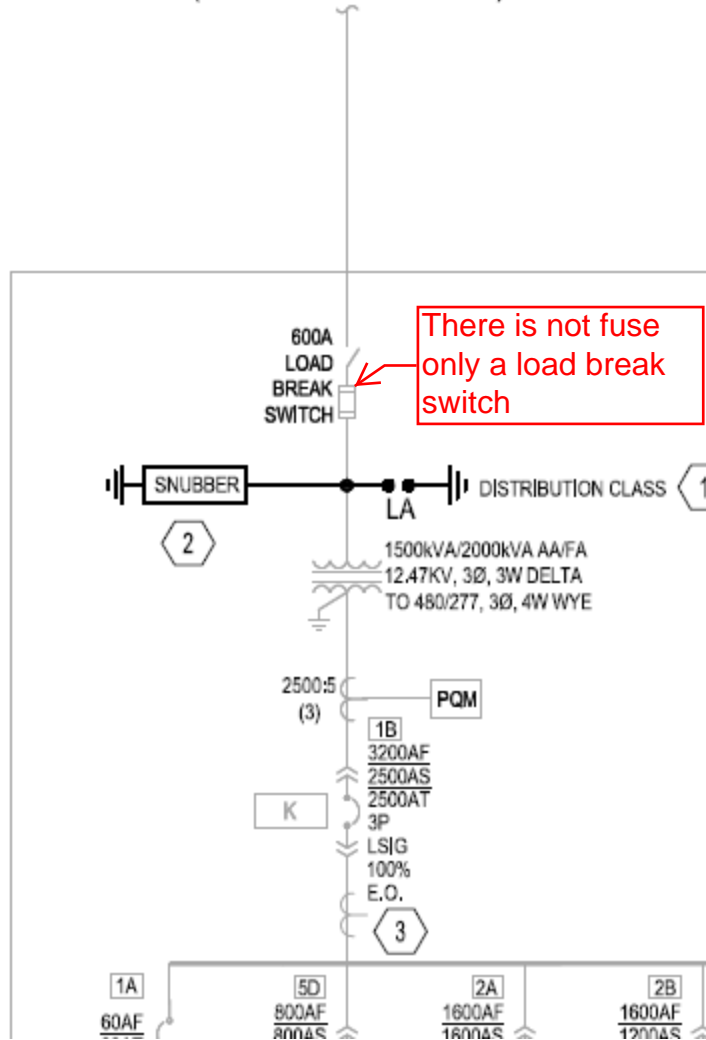 600A
LOAD
BREAK
SWITCH
There is not fuse
only a load break
switch
SNUBBER
LA
DISTRIBUTION CLASS
1
2
1500kVA/2000kVA AA/FA
12.47KV, 3Ø, 3W DELTA
TO 480/277, 3Ø, 4W WYE
2500:5
(3)
PQM
1B
3200AF
2500AS
2500AT
3P
LSIG
100%
E.O.
K
3
1A
60AF
5D
800AF
800AS
2A
1600AF
1600AS
2B
1600AF
1200AS